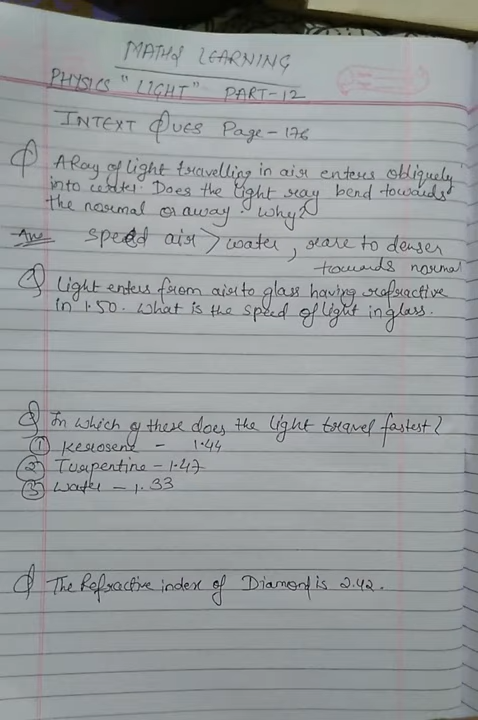 MATHS LEARNING
PHYSICS "LIGHT" PART-12
INTEXT QUES Page-176
Q A Ray of light travelling in air enters obliquely
into water. Does the light ray bend towards
the normal or away. Why?
Ans speed air > water, rare to denser
towards normal
Q Light enters from air to glass having refractive
in 1.50. What is the speed of light in glass.
Q In which of these does the light travel fastest?
① Kerosene - 1.44
② Turpentine - 1.47
③ Water - 1.33
Q The Refractive index of Diamond is 2.42.